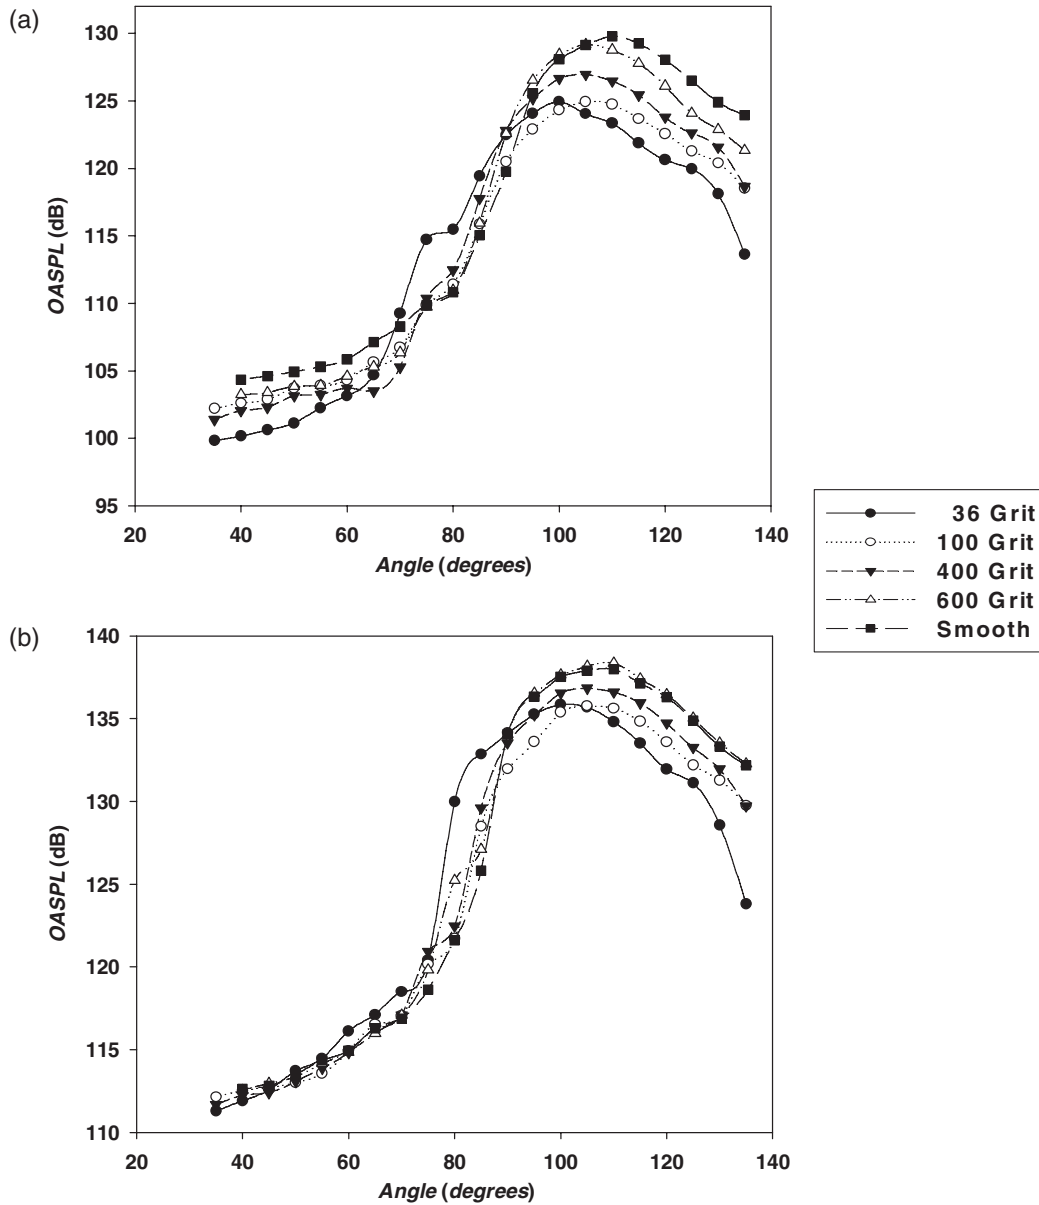 (a)
130
125
120
115
110
105
100
95
OASPL (dB)
20 40 60 80 100 120 140
Angle (degrees)
36 Grit
100 Grit
400 Grit
600 Grit
Smooth
(b)
140
135
130
125
120
115
110
OASPL (dB)
20 40 60 80 100 120 140
Angle (degrees)